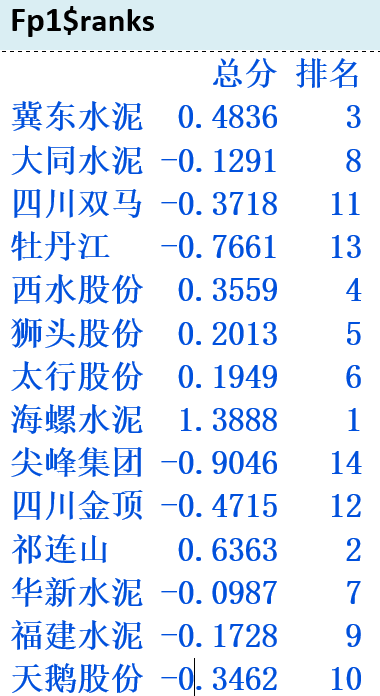 Fp1$ranks
总分 排名
冀东水泥 0.4836 3
大同水泥 -0.1291 8
四川双马 -0.3718 11
牡丹江 -0.7661 13
西水股份 0.3559 4
狮头股份 0.2013 5
太行股份 0.1949 6
海螺水泥 1.3888 1
尖峰集团 -0.9046 14
四川金顶 -0.4715 12
祁连山 0.6363 2
华新水泥 -0.0987 7
福建水泥 -0.1728 9
天鹅股份 -0.3462 10